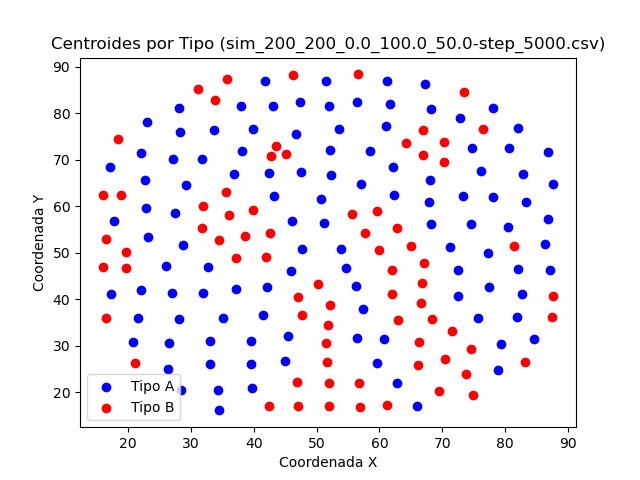 Centroides por Tipo (sim_200_200_0.0_100.0_50.0-step_5000.csv)
90
80
70
60
50
40
30
20
Coordenada Y
Tipo A
Tipo B
20 30 40 50 60 70 80 90
Coordenada X